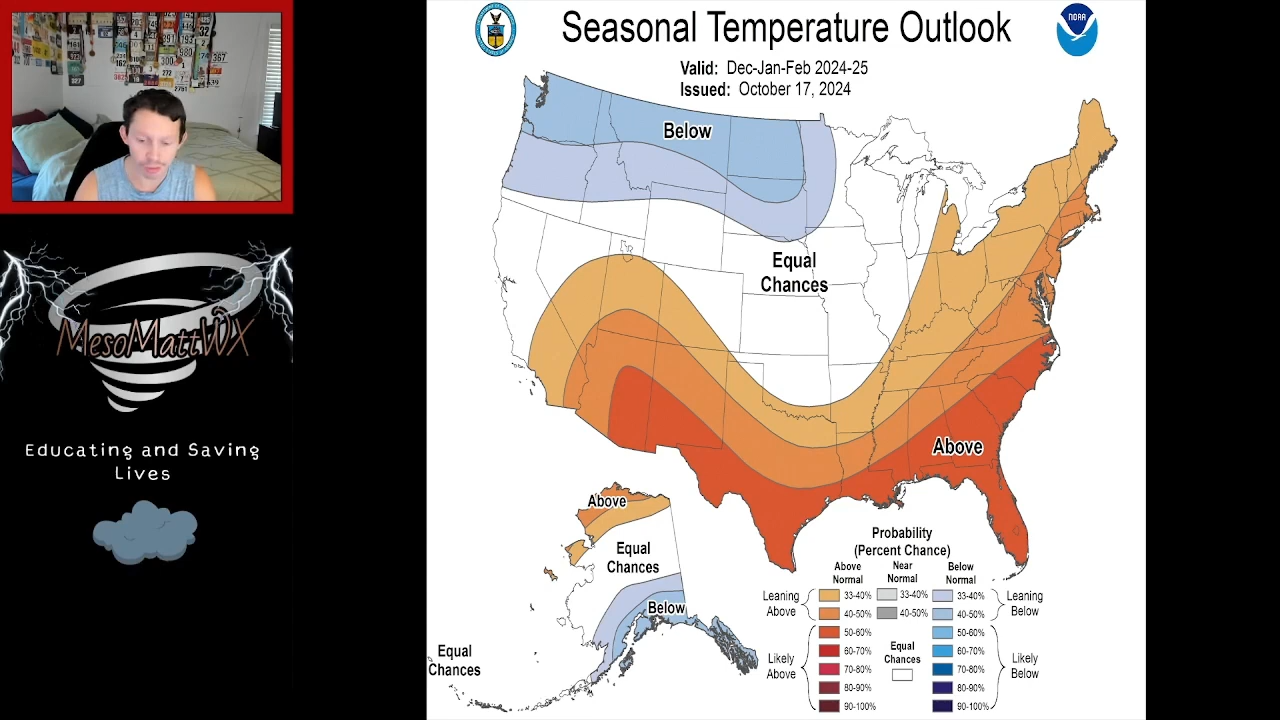 Seasonal Temperature Outlook
NOAA
Valid: Dec-Jan-Feb 2024-25
Issued: October 17, 2024
Below
Equal
Chances
Above
Above
Equal
Chances
Below
Equal
Chances
Probability
(Percent Chance)
Above
Normal
Near
Normal
Below
Normal
Leaning
Above
33-40%
33-40%
33-40%
Leaning
Below
40-50%
40-50%
40-50%
50-60%
50-60%
Likely
Above
60-70%
Equal
Chances
60-70%
Likely
Below
70-80%
70-80%
80-90%
80-90%
90-100%
90-100%
MesoMattWX
Educating and Saving
Lives